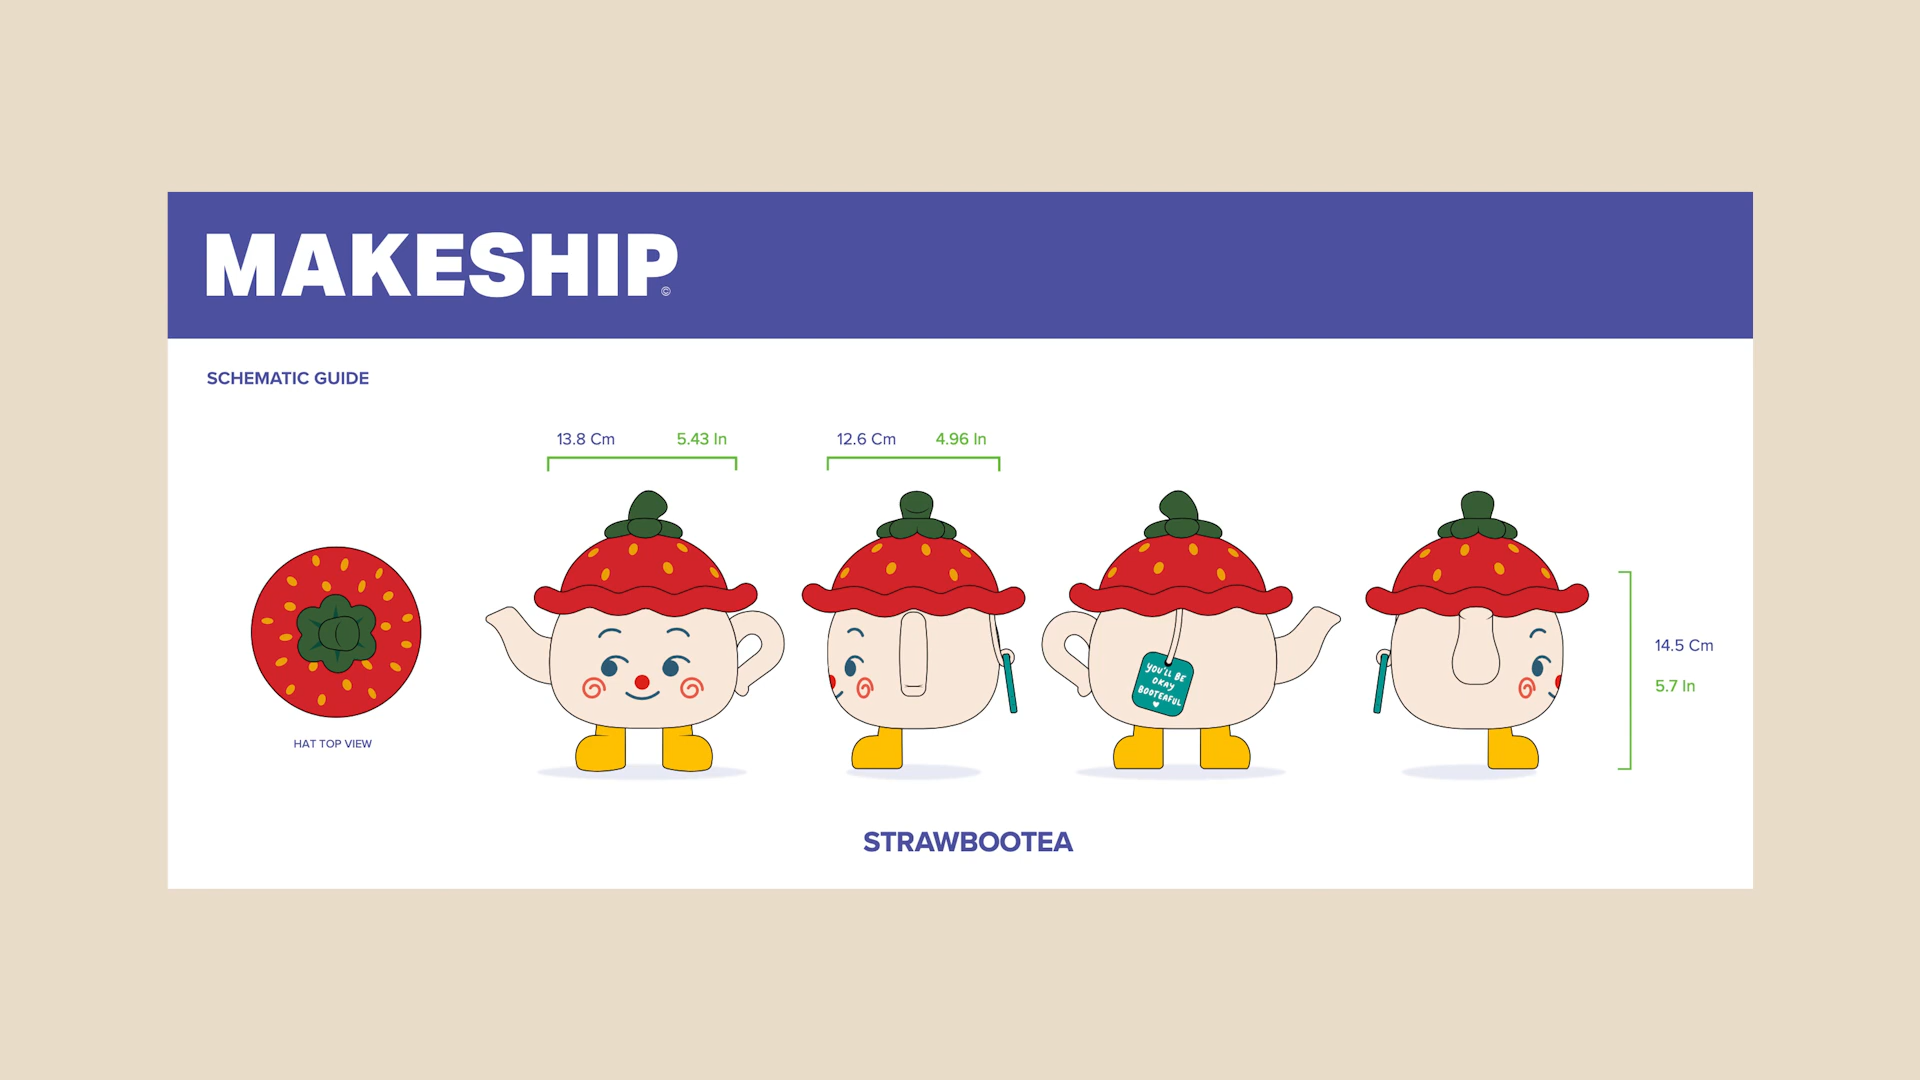 MAKESHIP©
SCHEMATIC GUIDE
13.8 Cm 5.43 In
12.6 Cm 4.96 In
14.5 Cm
5.7 In
YOU'LL BE
OKAY
BOOTEAFUL
HAT TOP VIEW
STRAWBOOTEA